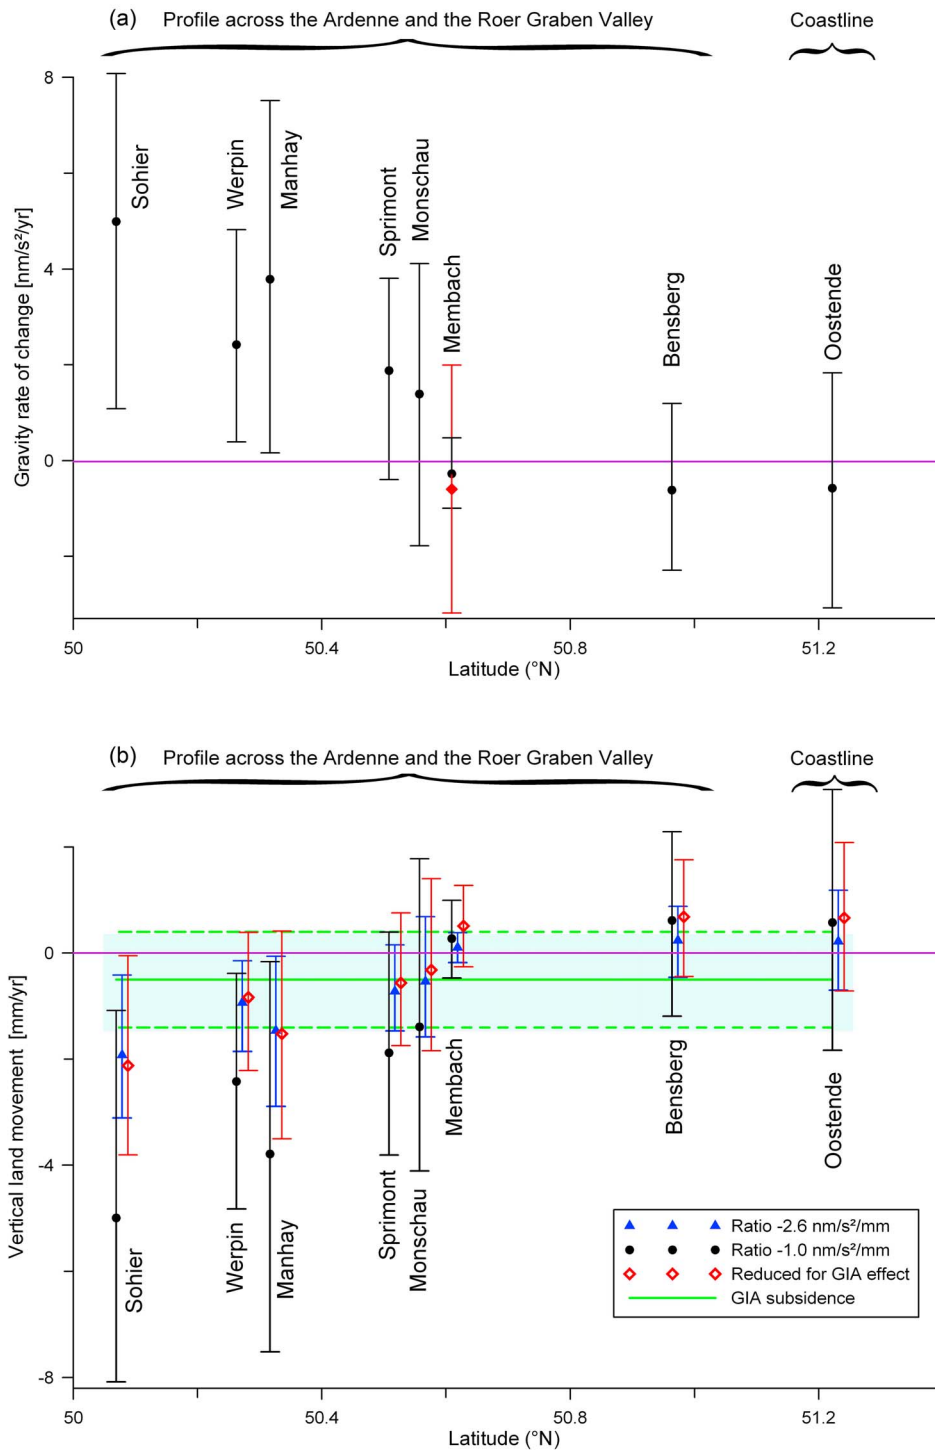 (a) Profile across the Ardenne and the Roer Graben Valley Coastline
8
4
0
Gravity rate of change [nm/s²/yr]
Sohier
Werpin
Manhay
Sprimont
Monschau
Membach
Bensberg
Oostende
50 50.4 50.8 51.2
Latitude (°N)
(b) Profile across the Ardenne and the Roer Graben Valley Coastline
0
-4
-8
Vertical land movement [mm/yr]
Sohier
Werpin
Manhay
Sprimont
Monschau
Membach
Bensberg
Oostende
Ratio -2.6 nm/s²/mm
Ratio -1.0 nm/s²/mm
Reduced for GIA effect
GIA subsidence
50 50.4 50.8 51.2
Latitude (°N)